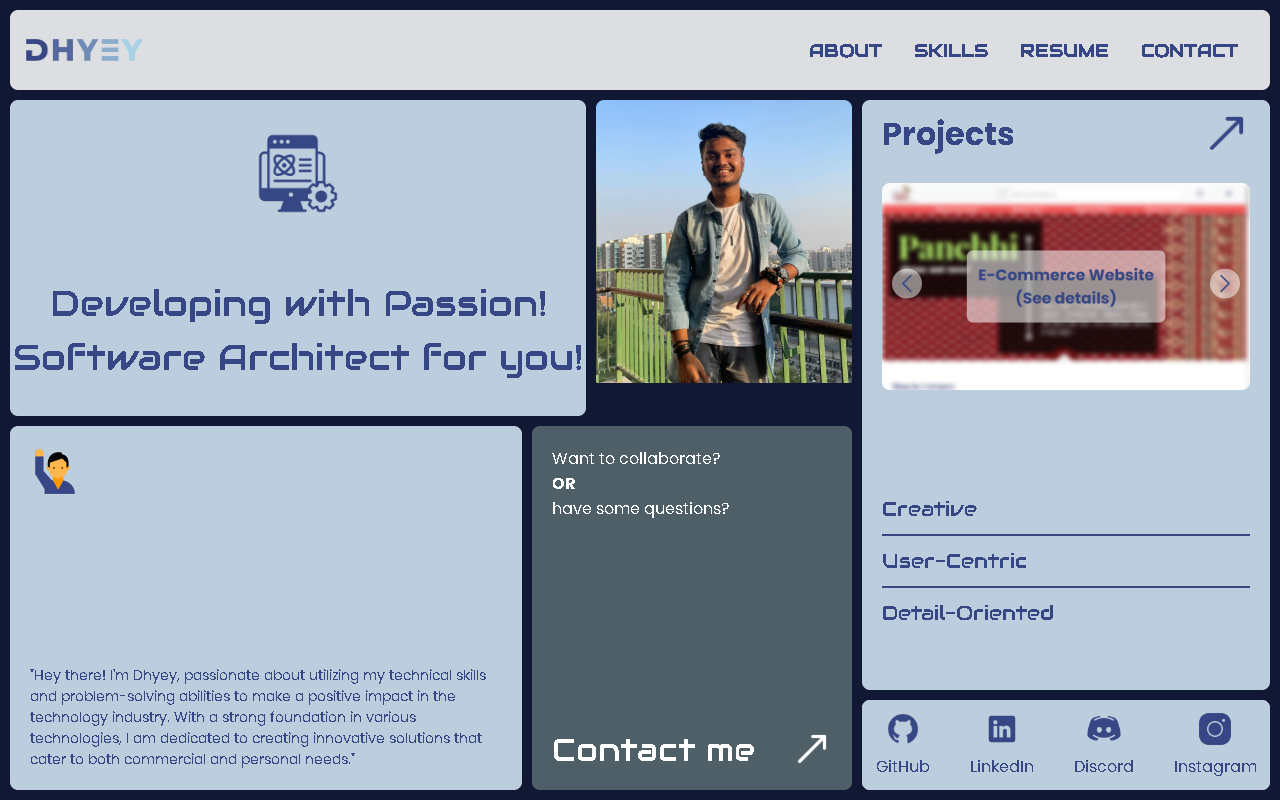 DHYEY
ABOUT SKILLS RESUME CONTACT
Developing with Passion!
Software Architect for you!
Projects
Panchhi
E-Commerce Website
(See details)
Creative
User-Centric
Detail-Oriented
"Hey there! I'm Dhyey, passionate about utilizing my technical skills
and problem-solving abilities to make a positive impact in the
technology industry. With a strong foundation in various
technologies, I am dedicated to creating innovative solutions that
cater to both commercial and personal needs."
Want to collaborate?
OR
have some questions?
Contact me
GitHub LinkedIn Discord Instagram